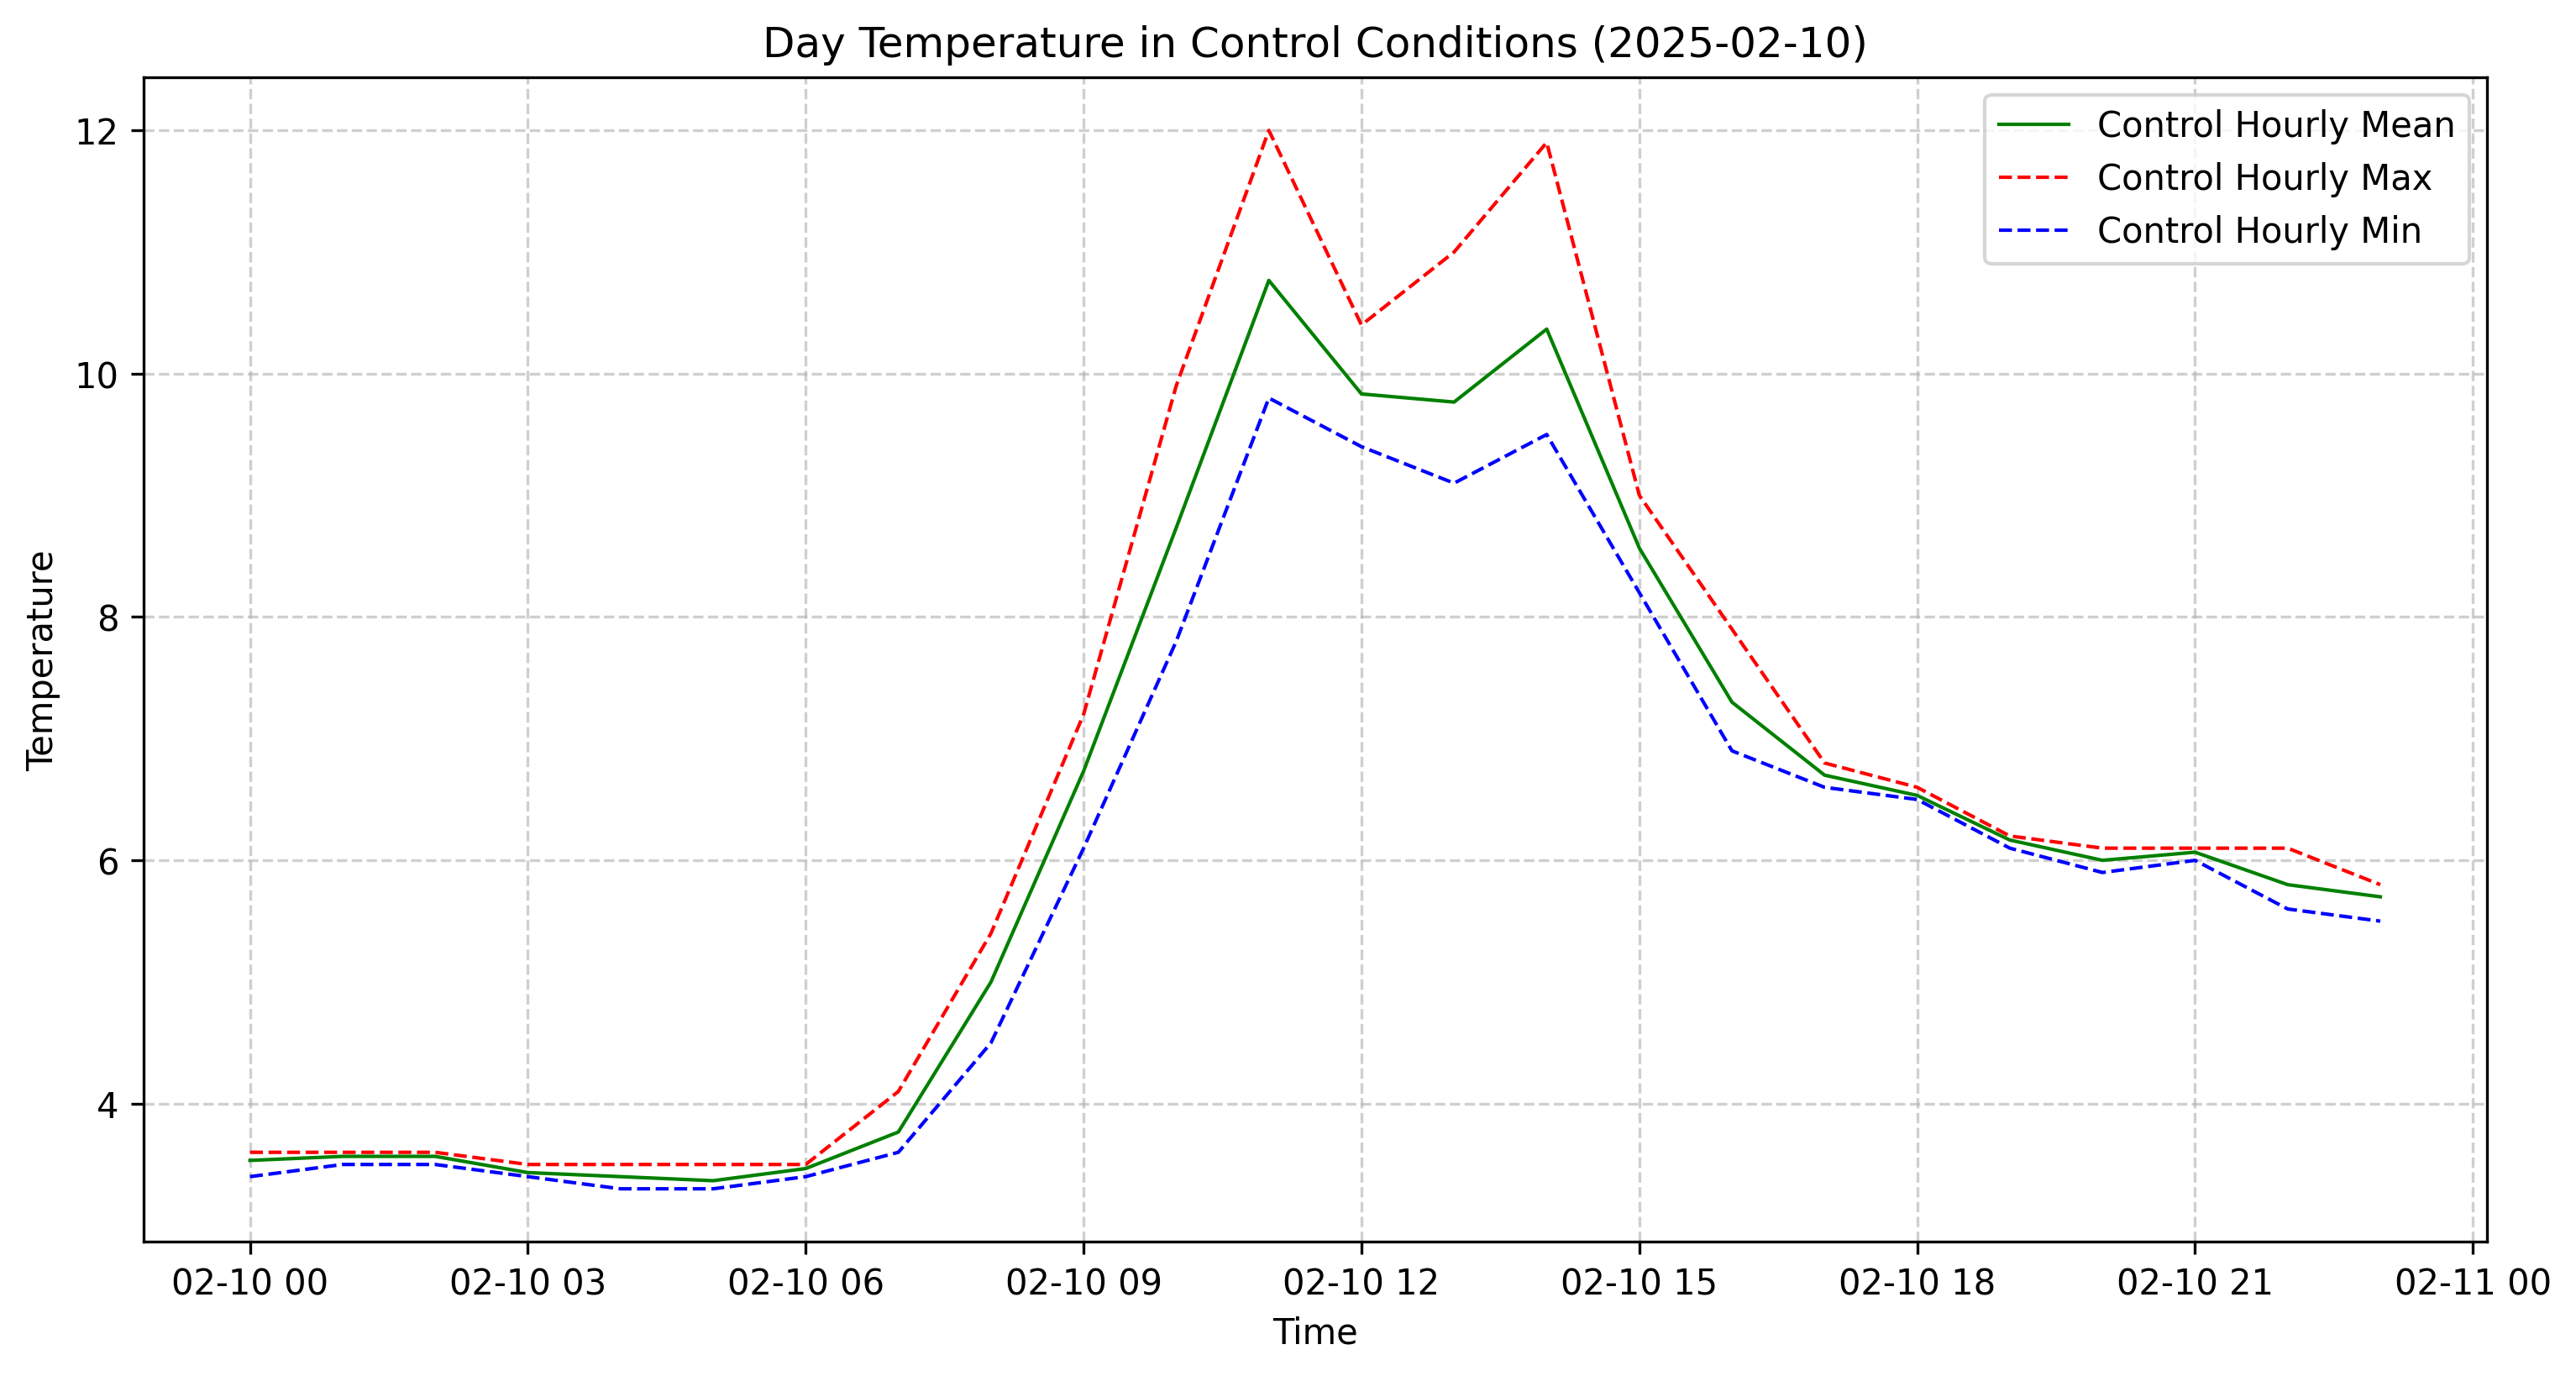 Day Temperature in Control Conditions (2025-02-10)
Control Hourly Mean
Control Hourly Max
Control Hourly Min
12
10
8
6
4
Temperature
02-10 00 02-10 03 02-10 06 02-10 09 02-10 12 02-10 15 02-10 18 02-10 21 02-11 00
Time